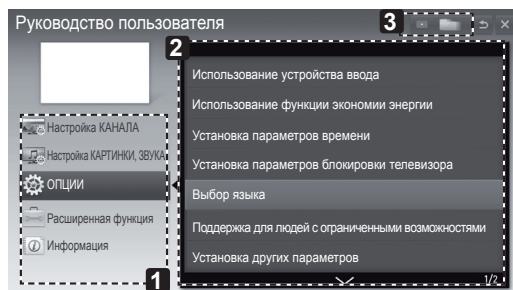 Руководство пользователя
3
2
Использование устройства ввода
Использование функции экономии энергии
Установка параметров времени
Установка параметров блокировки телевизора
Выбор языка
Поддержка для людей с ограниченными возможностями
Установка других параметров
1/2
Настройка КАНАЛА
Настройка КАРТИНКИ, ЗВУКА
ОПЦИИ
Расширенная функция
Информация
1